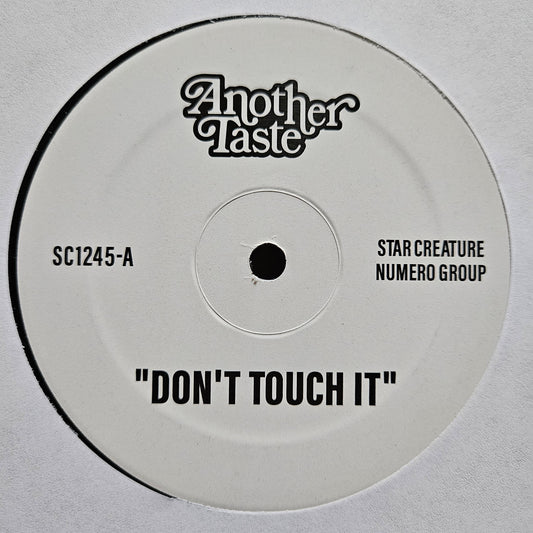 Another
Taste
SC1245-A
STAR CREATURE
NUMERO GROUP
"DON'T TOUCH IT"